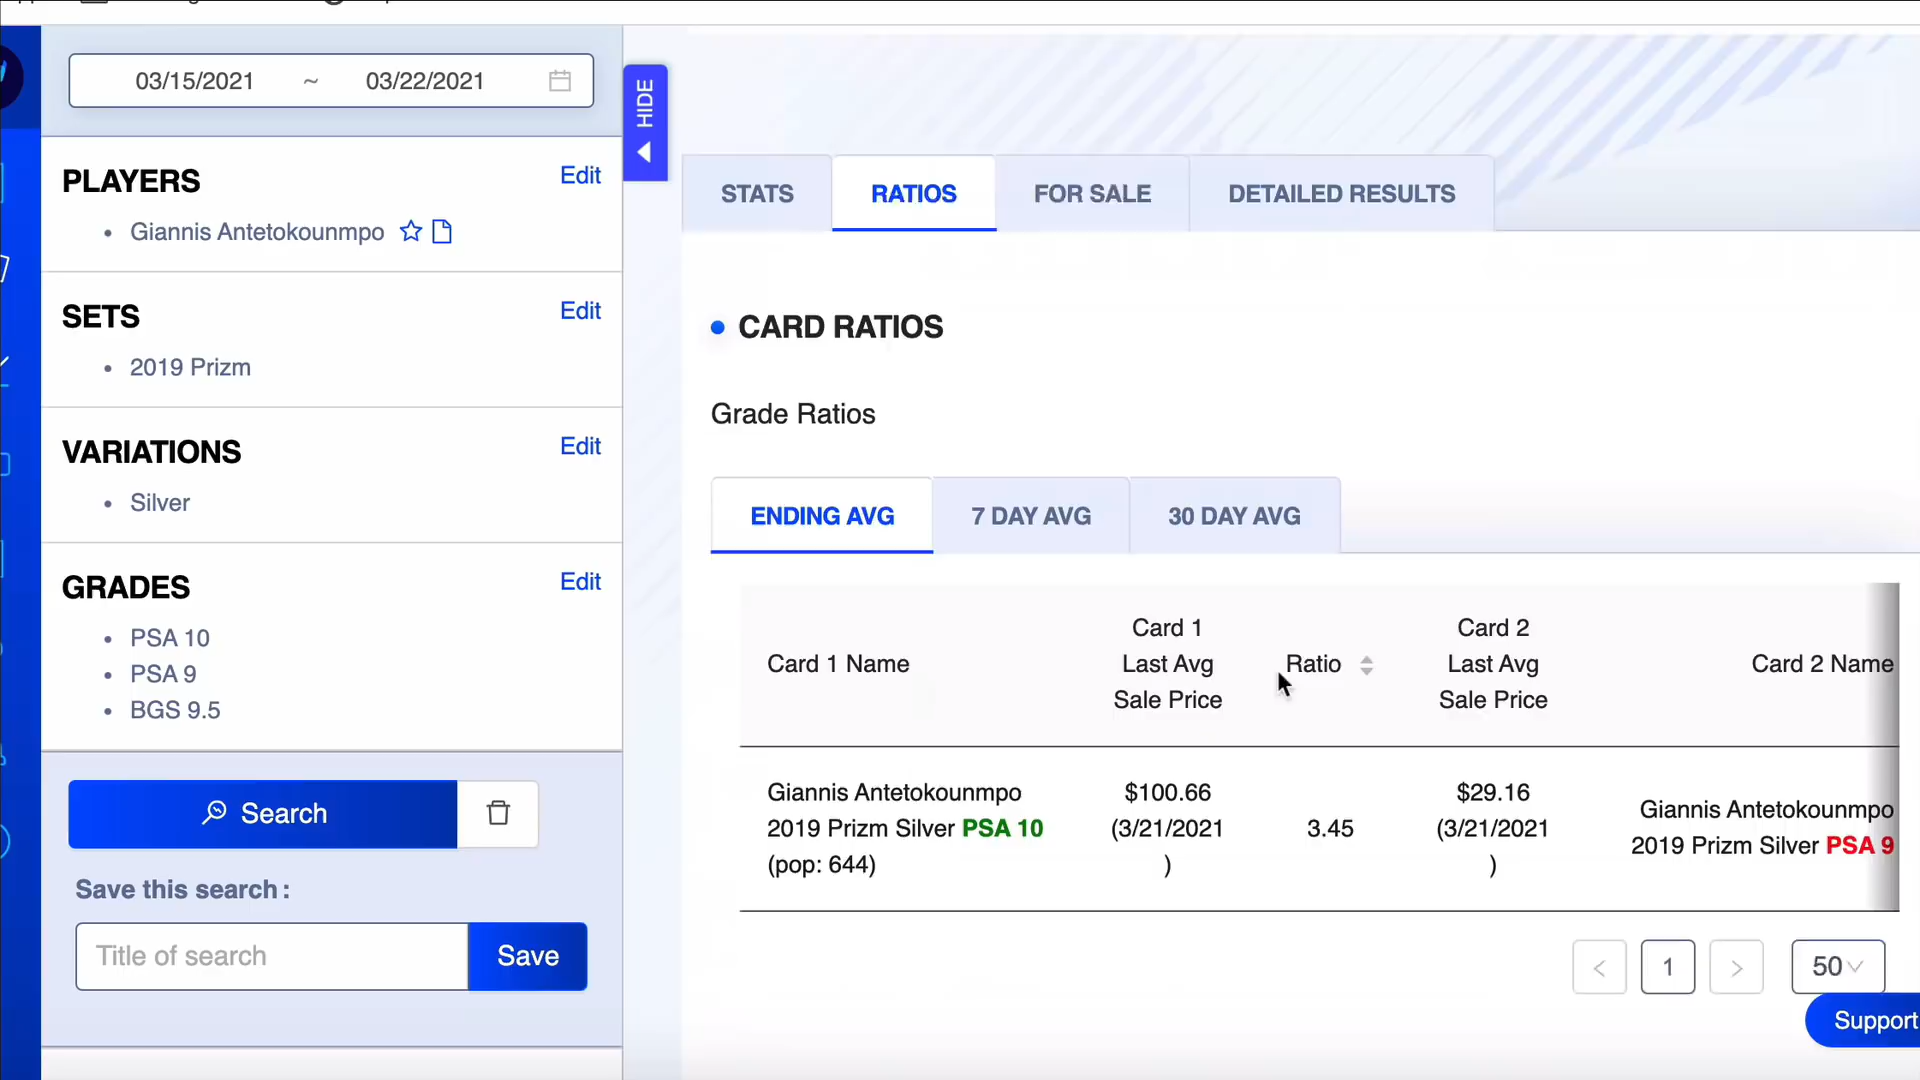 03/15/2021 ~ 03/22/2021
HIDE
PLAYERS Edit
Giannis Antetokounmpo
SETS Edit
2019 Prizm
VARIATIONS Edit
Silver
GRADES Edit
PSA 10
PSA 9
BGS 9.5
Search
Save this search :
Title of search Save
STATS RATIOS FOR SALE DETAILED RESULTS
CARD RATIOS
Grade Ratios
ENDING AVG 7 DAY AVG 30 DAY AVG
Card 1 Name
Card 1
Last Avg
Sale Price
Ratio
Card 2
Last Avg
Sale Price
Card 2 Name
Giannis Antetokounmpo
2019 Prizm Silver PSA 10
(pop: 644)
$100.66
(3/21/2021
)
3.45
$29.16
(3/21/2021
)
Giannis Antetokounmpo
2019 Prizm Silver PSA 9
< 1 > 50
Support